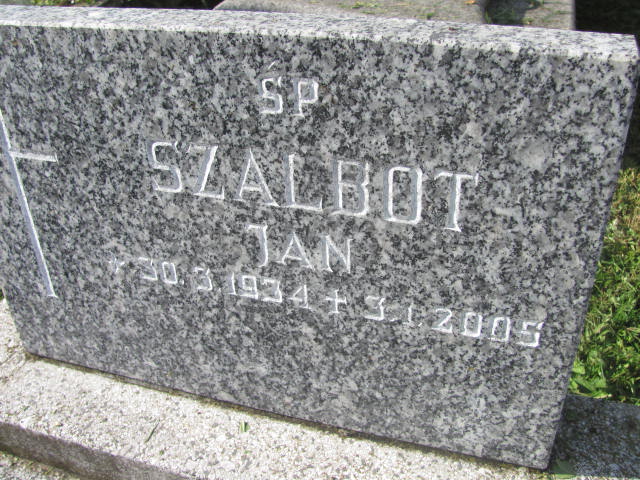 ŚP
SZALBOT
JAN
* 30.3.1934 ✝ 3.1.2005